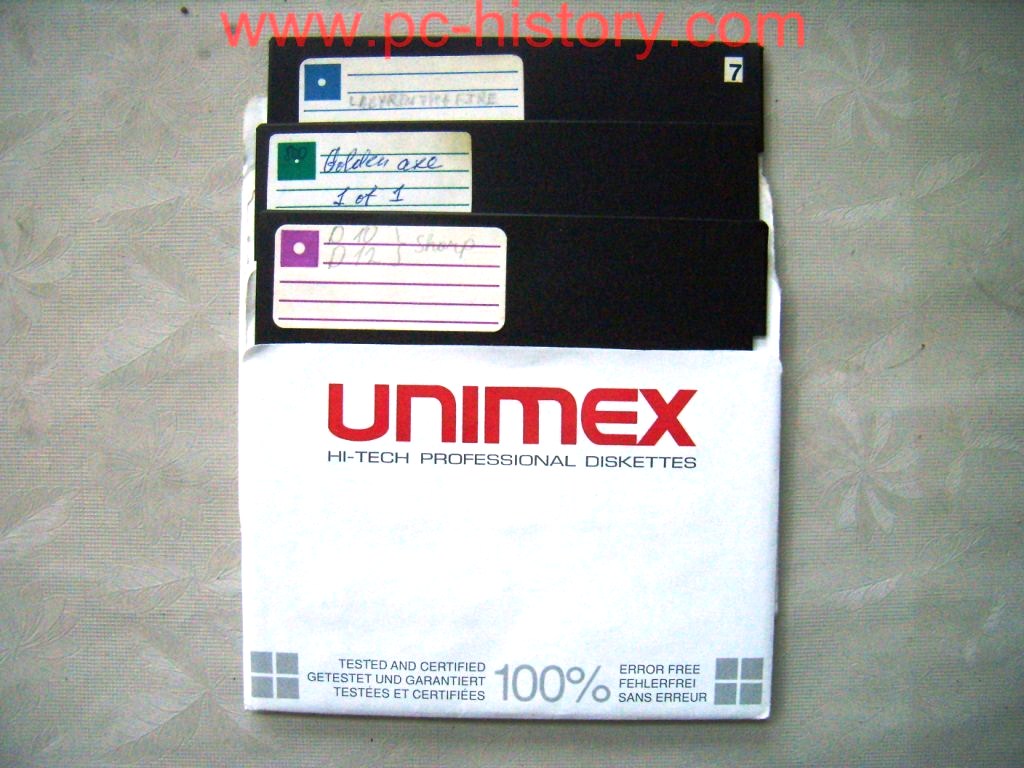 www.pc-history.com
7
LABYRINTH & FIRE
Golden axe
1 of 1
D 10
D 12 } Sharp
UNIMEX
HI-TECH PROFESSIONAL DISKETTES
TESTED AND CERTIFIED
GETESTET UND GARANTIERT
TESTÉES ET CERTIFIÉES
100%
ERROR FREE
FEHLERFREI
SANS ERREUR